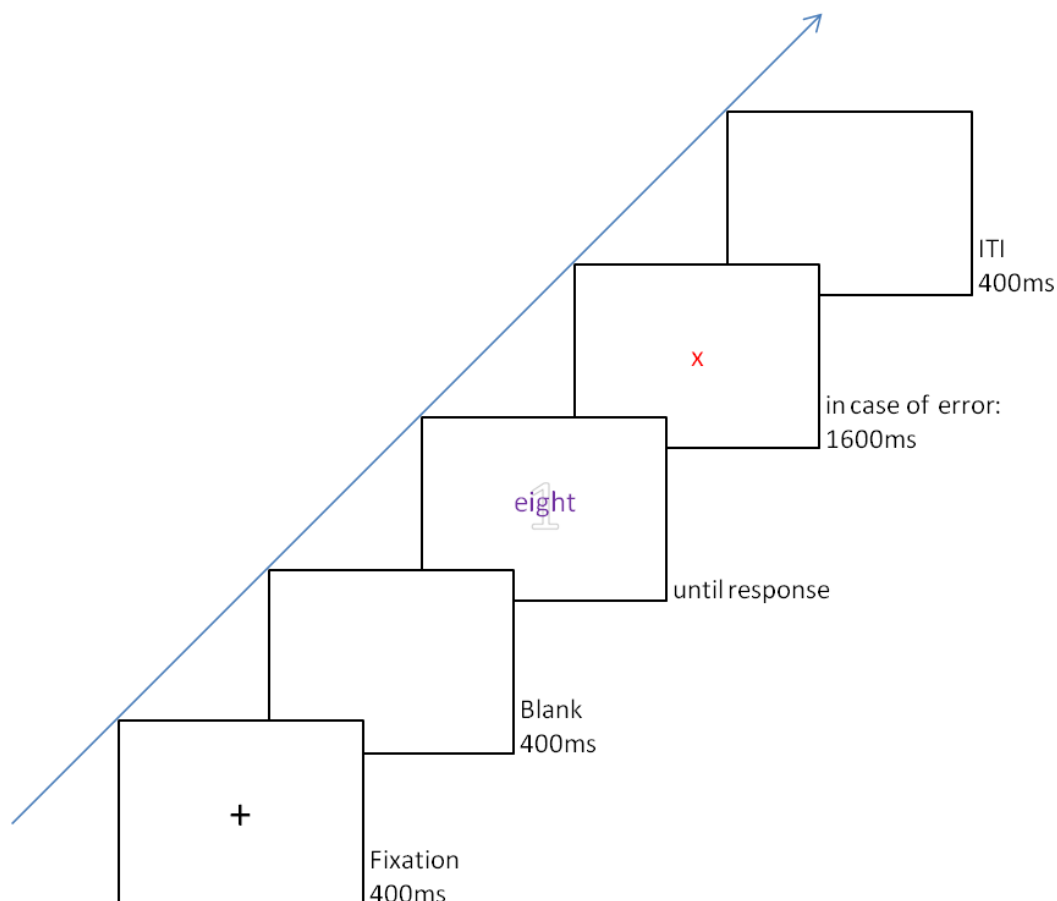 ITI
400ms
x
in case of error:
1600ms
eight
1
until response
Blank
400ms
+
Fixation
400ms